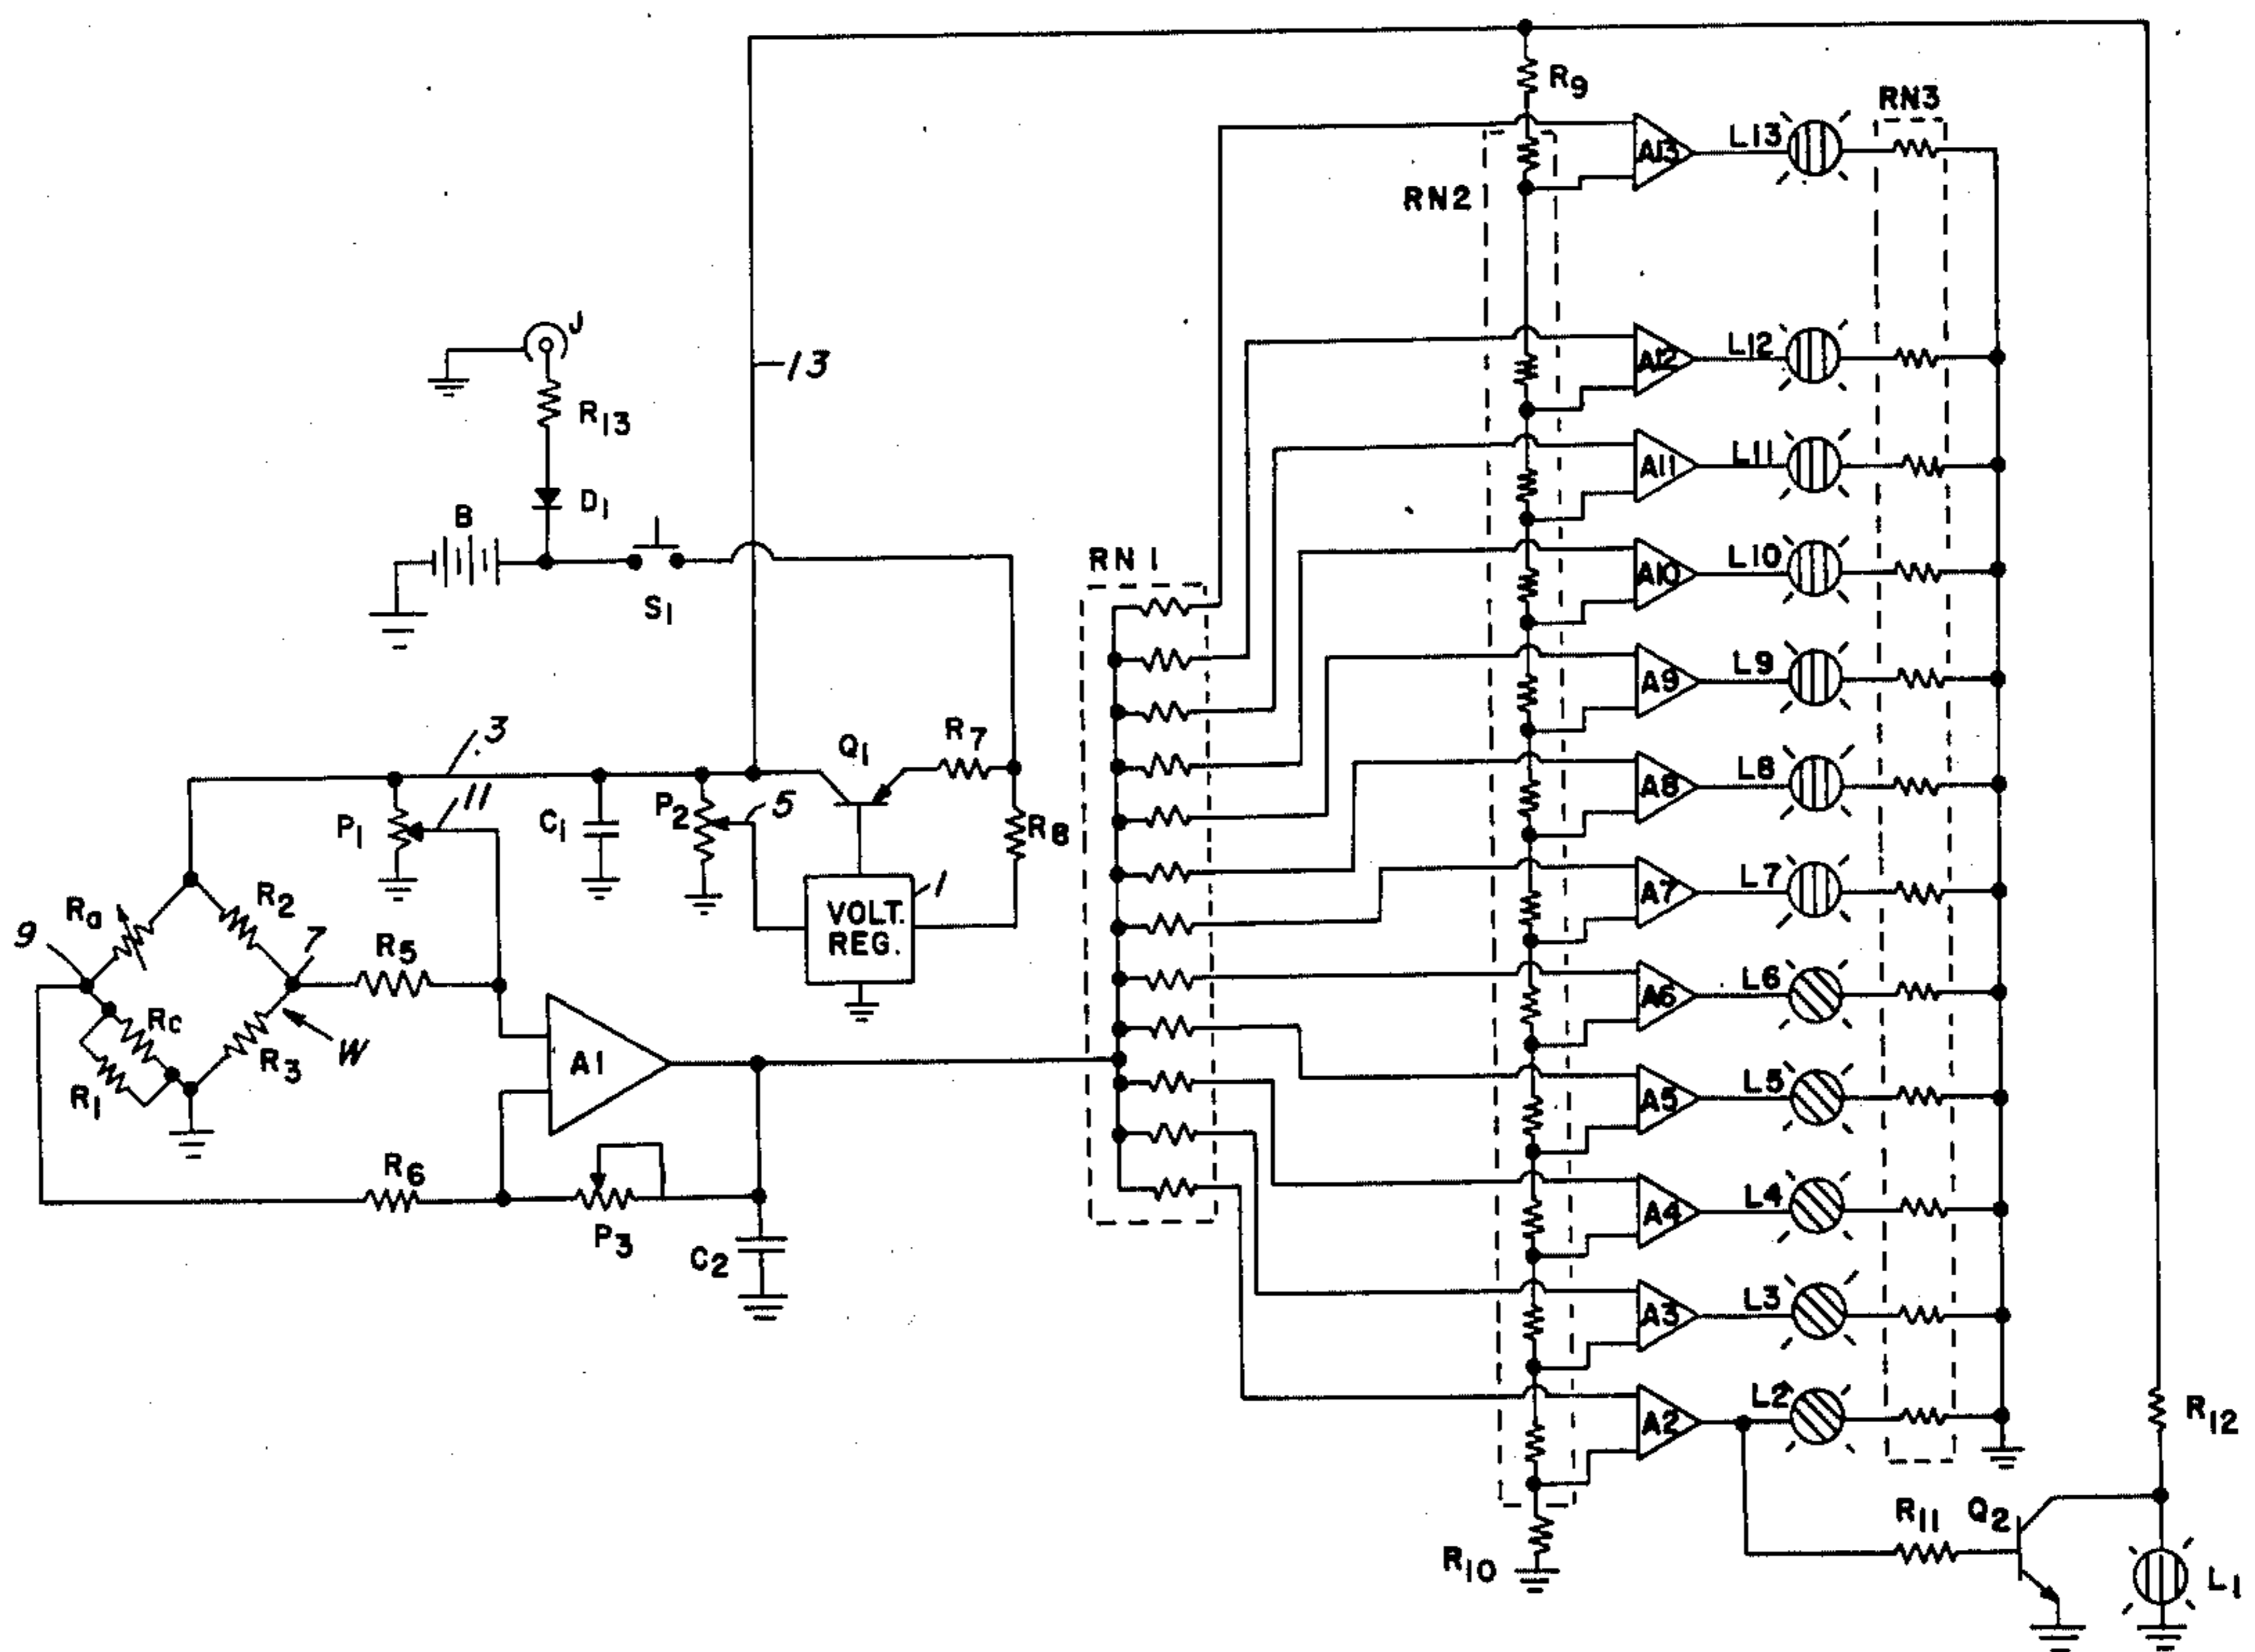 R9
RN3
A13
L13
RN2
J
A12
L12
13
R13
A11
L11
D1
B
A10
L10
S1
RN1
A9
L9
3
Q1
R7
A8
L8
11
P1
C1
P2
5
R8
1
VOLT.
REG.
A7
L7
Ra
R2
9
7
R5
A6
L6
Rc
W
R3
R1
A1
A5
L5
R6
A4
L4
P3
C2
A3
L3
A2
L2
R12
R11
Q2
R10
L1